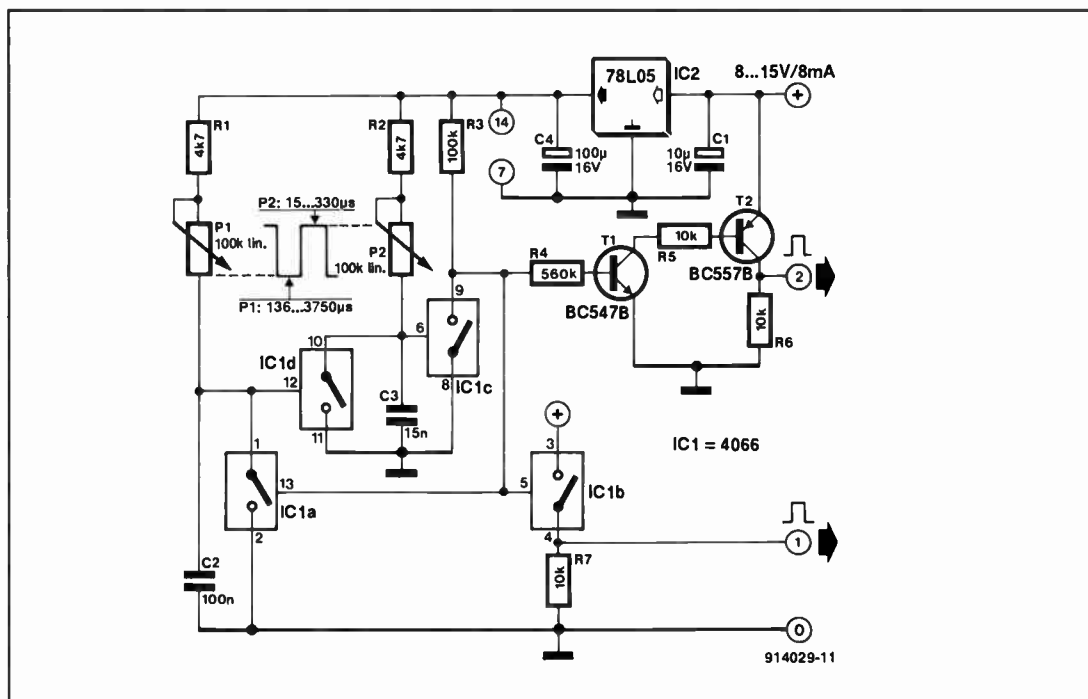 78L05
IC2
8...15V/8mA
+
R1
4k7
R2
4k7
R3
100k
14
C4
100μ
16V
C1
10μ
16V
7
T2
P2: 15...330μs
P1
100k lin.
P2
100k lin.
P1: 136...3750μs
R4
560k
T1
10k
R5
BC557B
2
BC547B
10k
R6
9
6
8
IC1c
10
IC1d
12
11
C3
15n
+
IC1 = 4066
1
13
IC1a
2
3
5
IC1b
4
1
R7
10k
C2
100n
0
914029-11